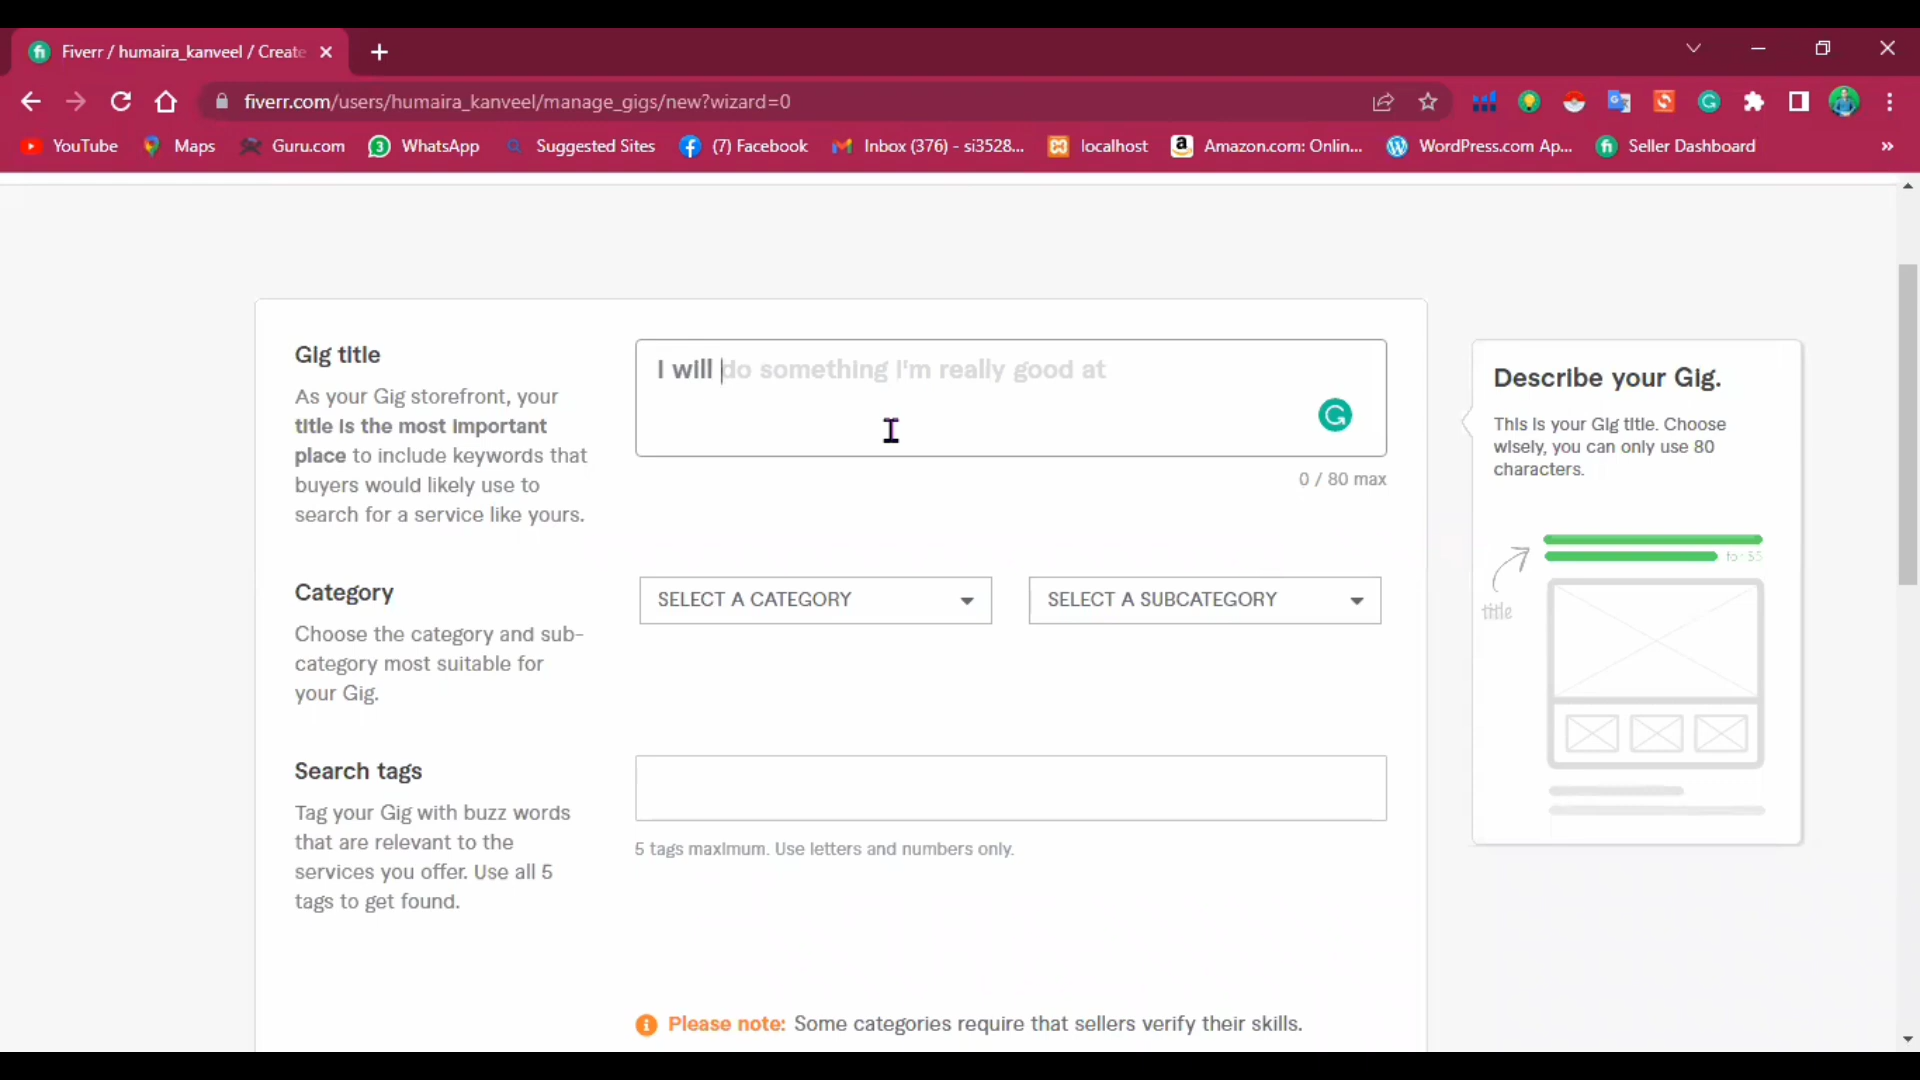 Fiverr / humaira_kanveel / Create
fiverr.com/users/humaira_kanveel/manage_gigs/new?wizard=0
YouTube Maps Guru.com WhatsApp Suggested Sites (7) Facebook Inbox (376) - si3528... localhost Amazon.com: Onlin... WordPress.com Ap... Seller Dashboard »
Gig title
As your Gig storefront, your
title is the most important
place to include keywords that
buyers would likely use to
search for a service like yours.
I will do something I'm really good at
0 / 80 max
Category
Choose the category and sub-
category most suitable for
your Gig.
SELECT A CATEGORY
SELECT A SUBCATEGORY
Search tags
Tag your Gig with buzz words
that are relevant to the
services you offer. Use all 5
tags to get found.
5 tags maximum. Use letters and numbers only.
Please note: Some categories require that sellers verify their skills.
Describe your Gig.
This is your Gig title. Choose
wisely, you can only use 80
characters.
title